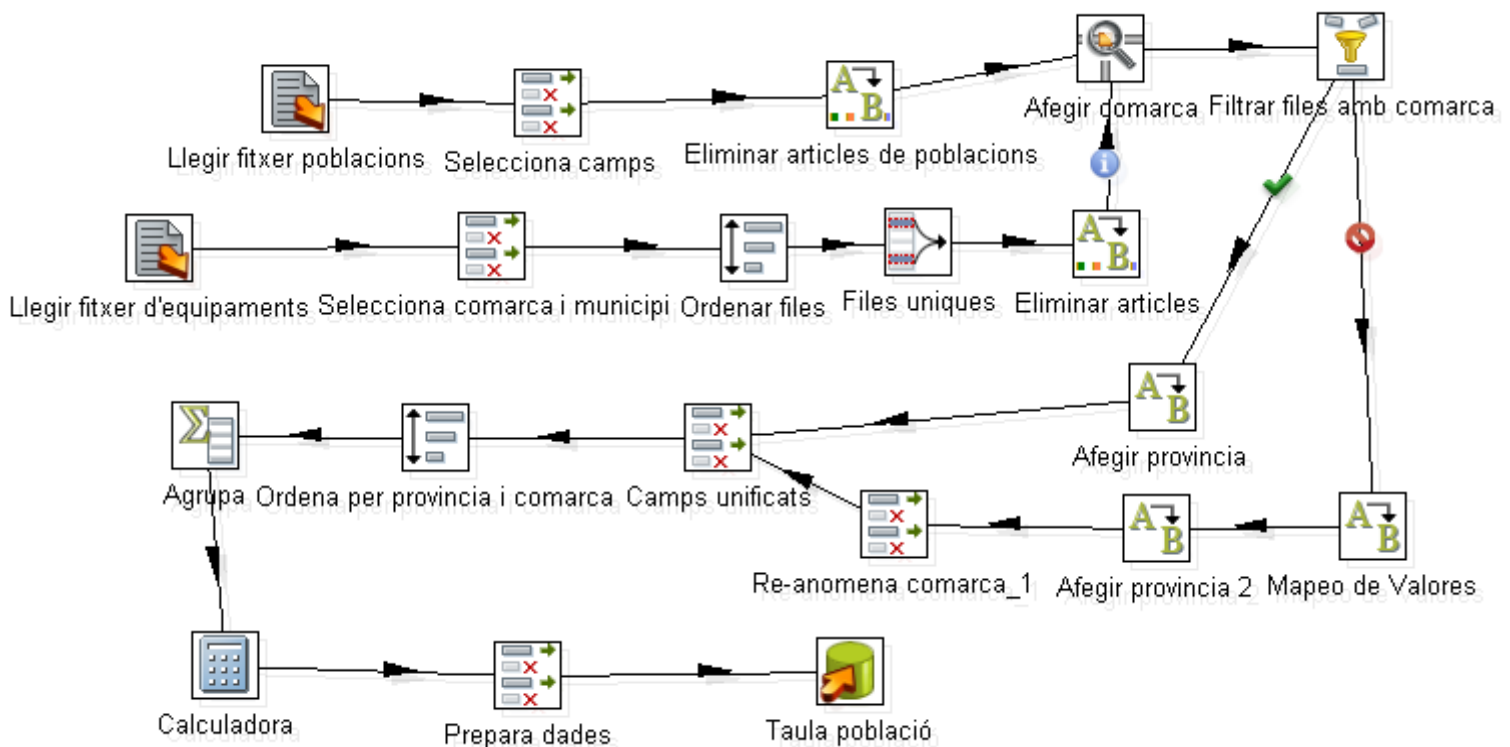 Afegir comarca
Filtrar files amb comarca
Llegir fitxer poblacions
Selecciona camps
Eliminar articles de poblacions
Llegir fitxer d'equipaments
Selecciona comarca i municipi
Ordenar files
Files uniques
Eliminar articles
Afegir provincia
Agrupa
Ordena per provincia i comarca
Camps unificats
Re-anomena comarca_1
Afegir provincia 2
Mapeo de Valores
Calculadora
Prepara dades
Taula població